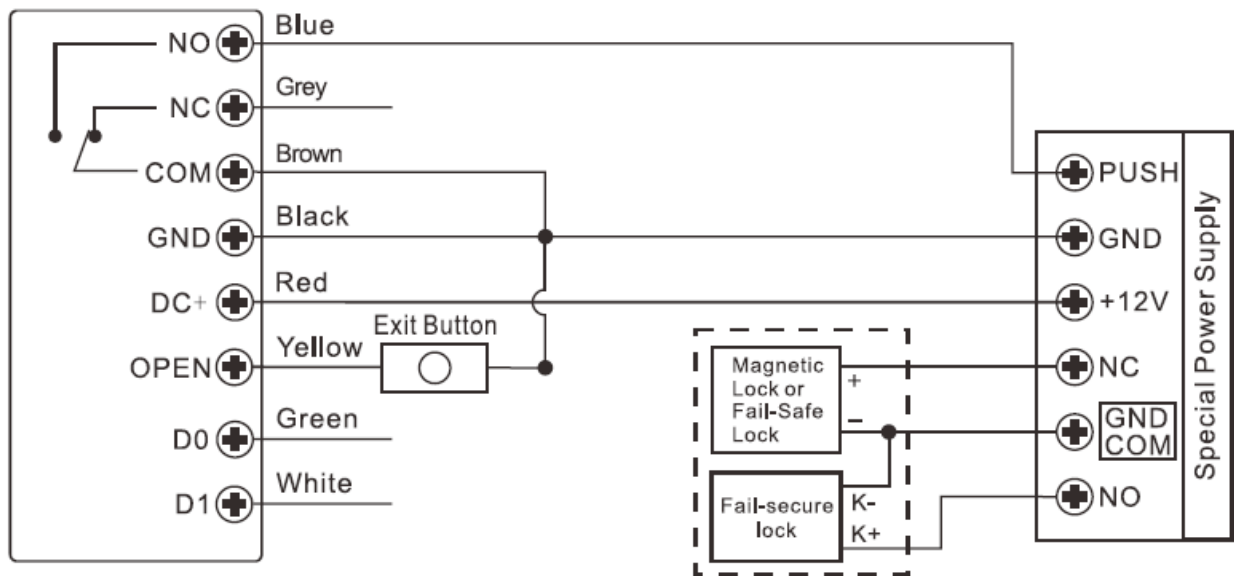 NO
Blue
NC
Grey
COM
Brown
GND
Black
DC+
Red
OPEN
Yellow
Exit Button
D0
Green
D1
White
Magnetic
Lock or
Fail-Safe
Lock
+
−
Fail-secure
lock
K-
K+
PUSH
GND
+12V
NC
GND
COM
NO
Special Power Supply